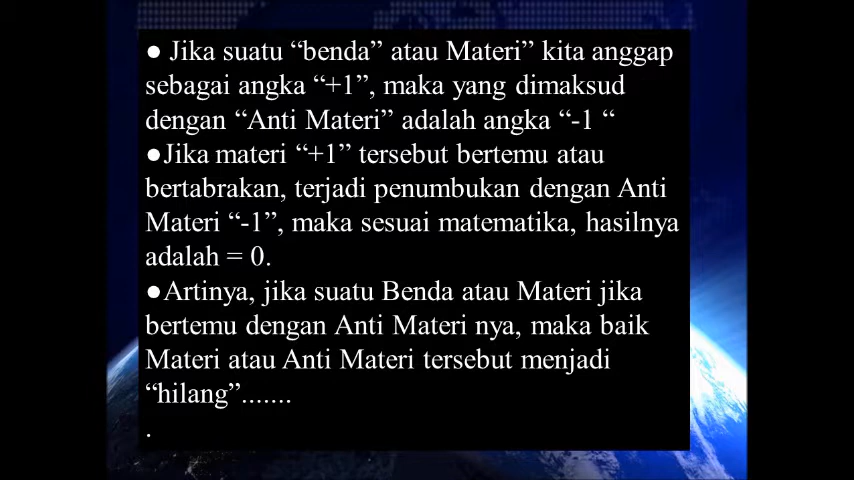 ● Jika suatu “benda” atau Materi” kita anggap
sebagai angka “+1”, maka yang dimaksud
dengan “Anti Materi” adalah angka “-1 “
●Jika materi “+1” tersebut bertemu atau
bertabrakan, terjadi penumbukan dengan Anti
Materi “-1”, maka sesuai matematika, hasilnya
adalah = 0.
●Artinya, jika suatu Benda atau Materi jika
bertemu dengan Anti Materi nya, maka baik
Materi atau Anti Materi tersebut menjadi
“hilang”.......
.